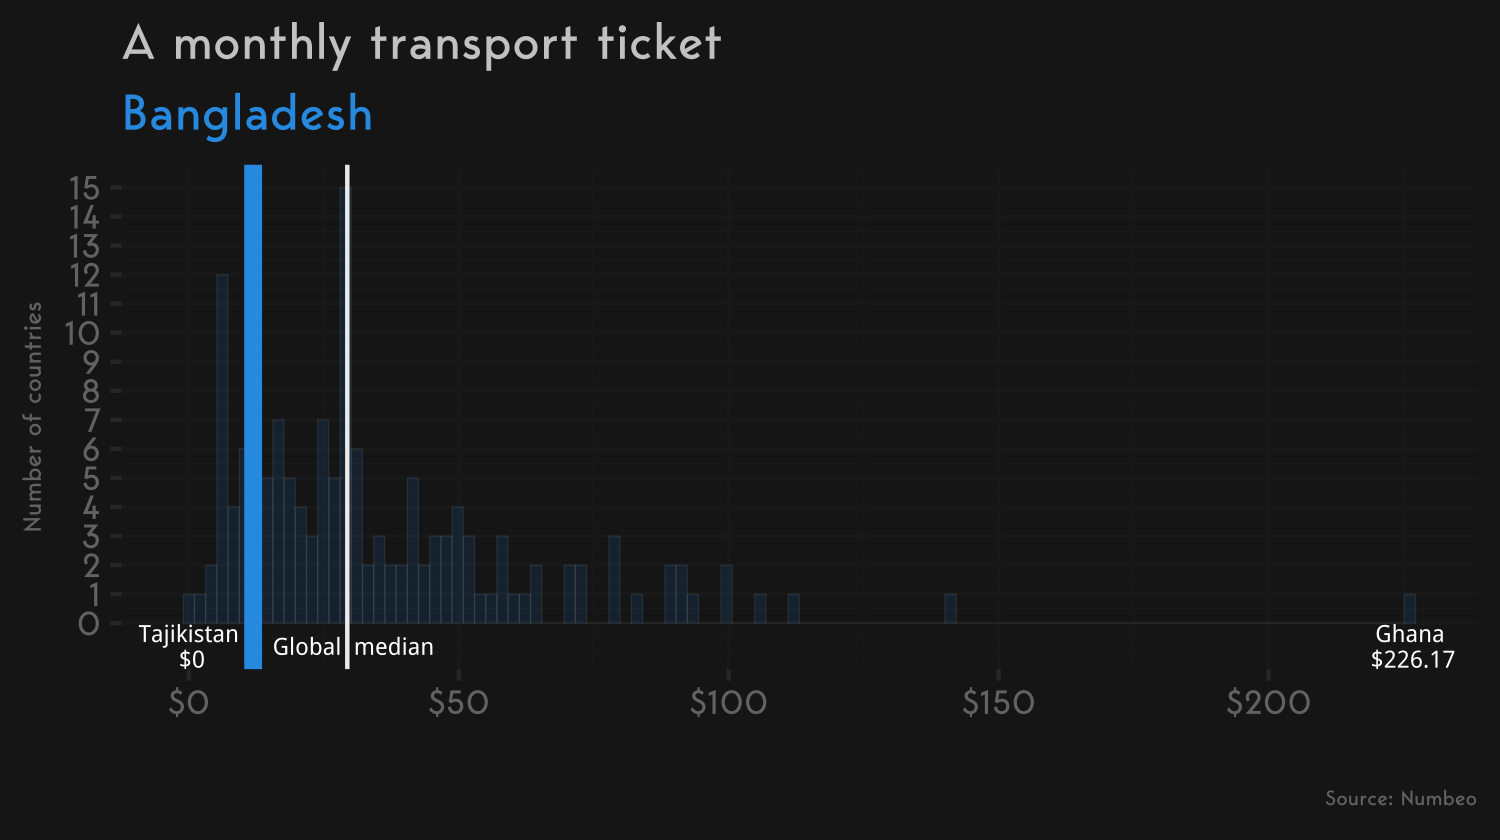 A monthly transport ticket
Bangladesh
Number of countries
15
14
13
12
11
10
9
8
7
6
5
4
3
2
1
0
Tajikistan
$0
Global median
Ghana
$226.17
$0 $50 $100 $150 $200
Source: Numbeo